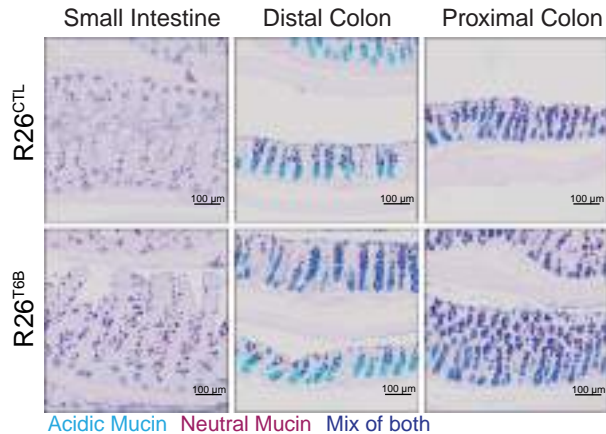 Small Intestine Distal Colon Proximal Colon
R26CTL
100 µm 100 µm 100 µm
R26T6B
100 µm 100 µm 100 µm
Acidic Mucin Neutral Mucin Mix of both